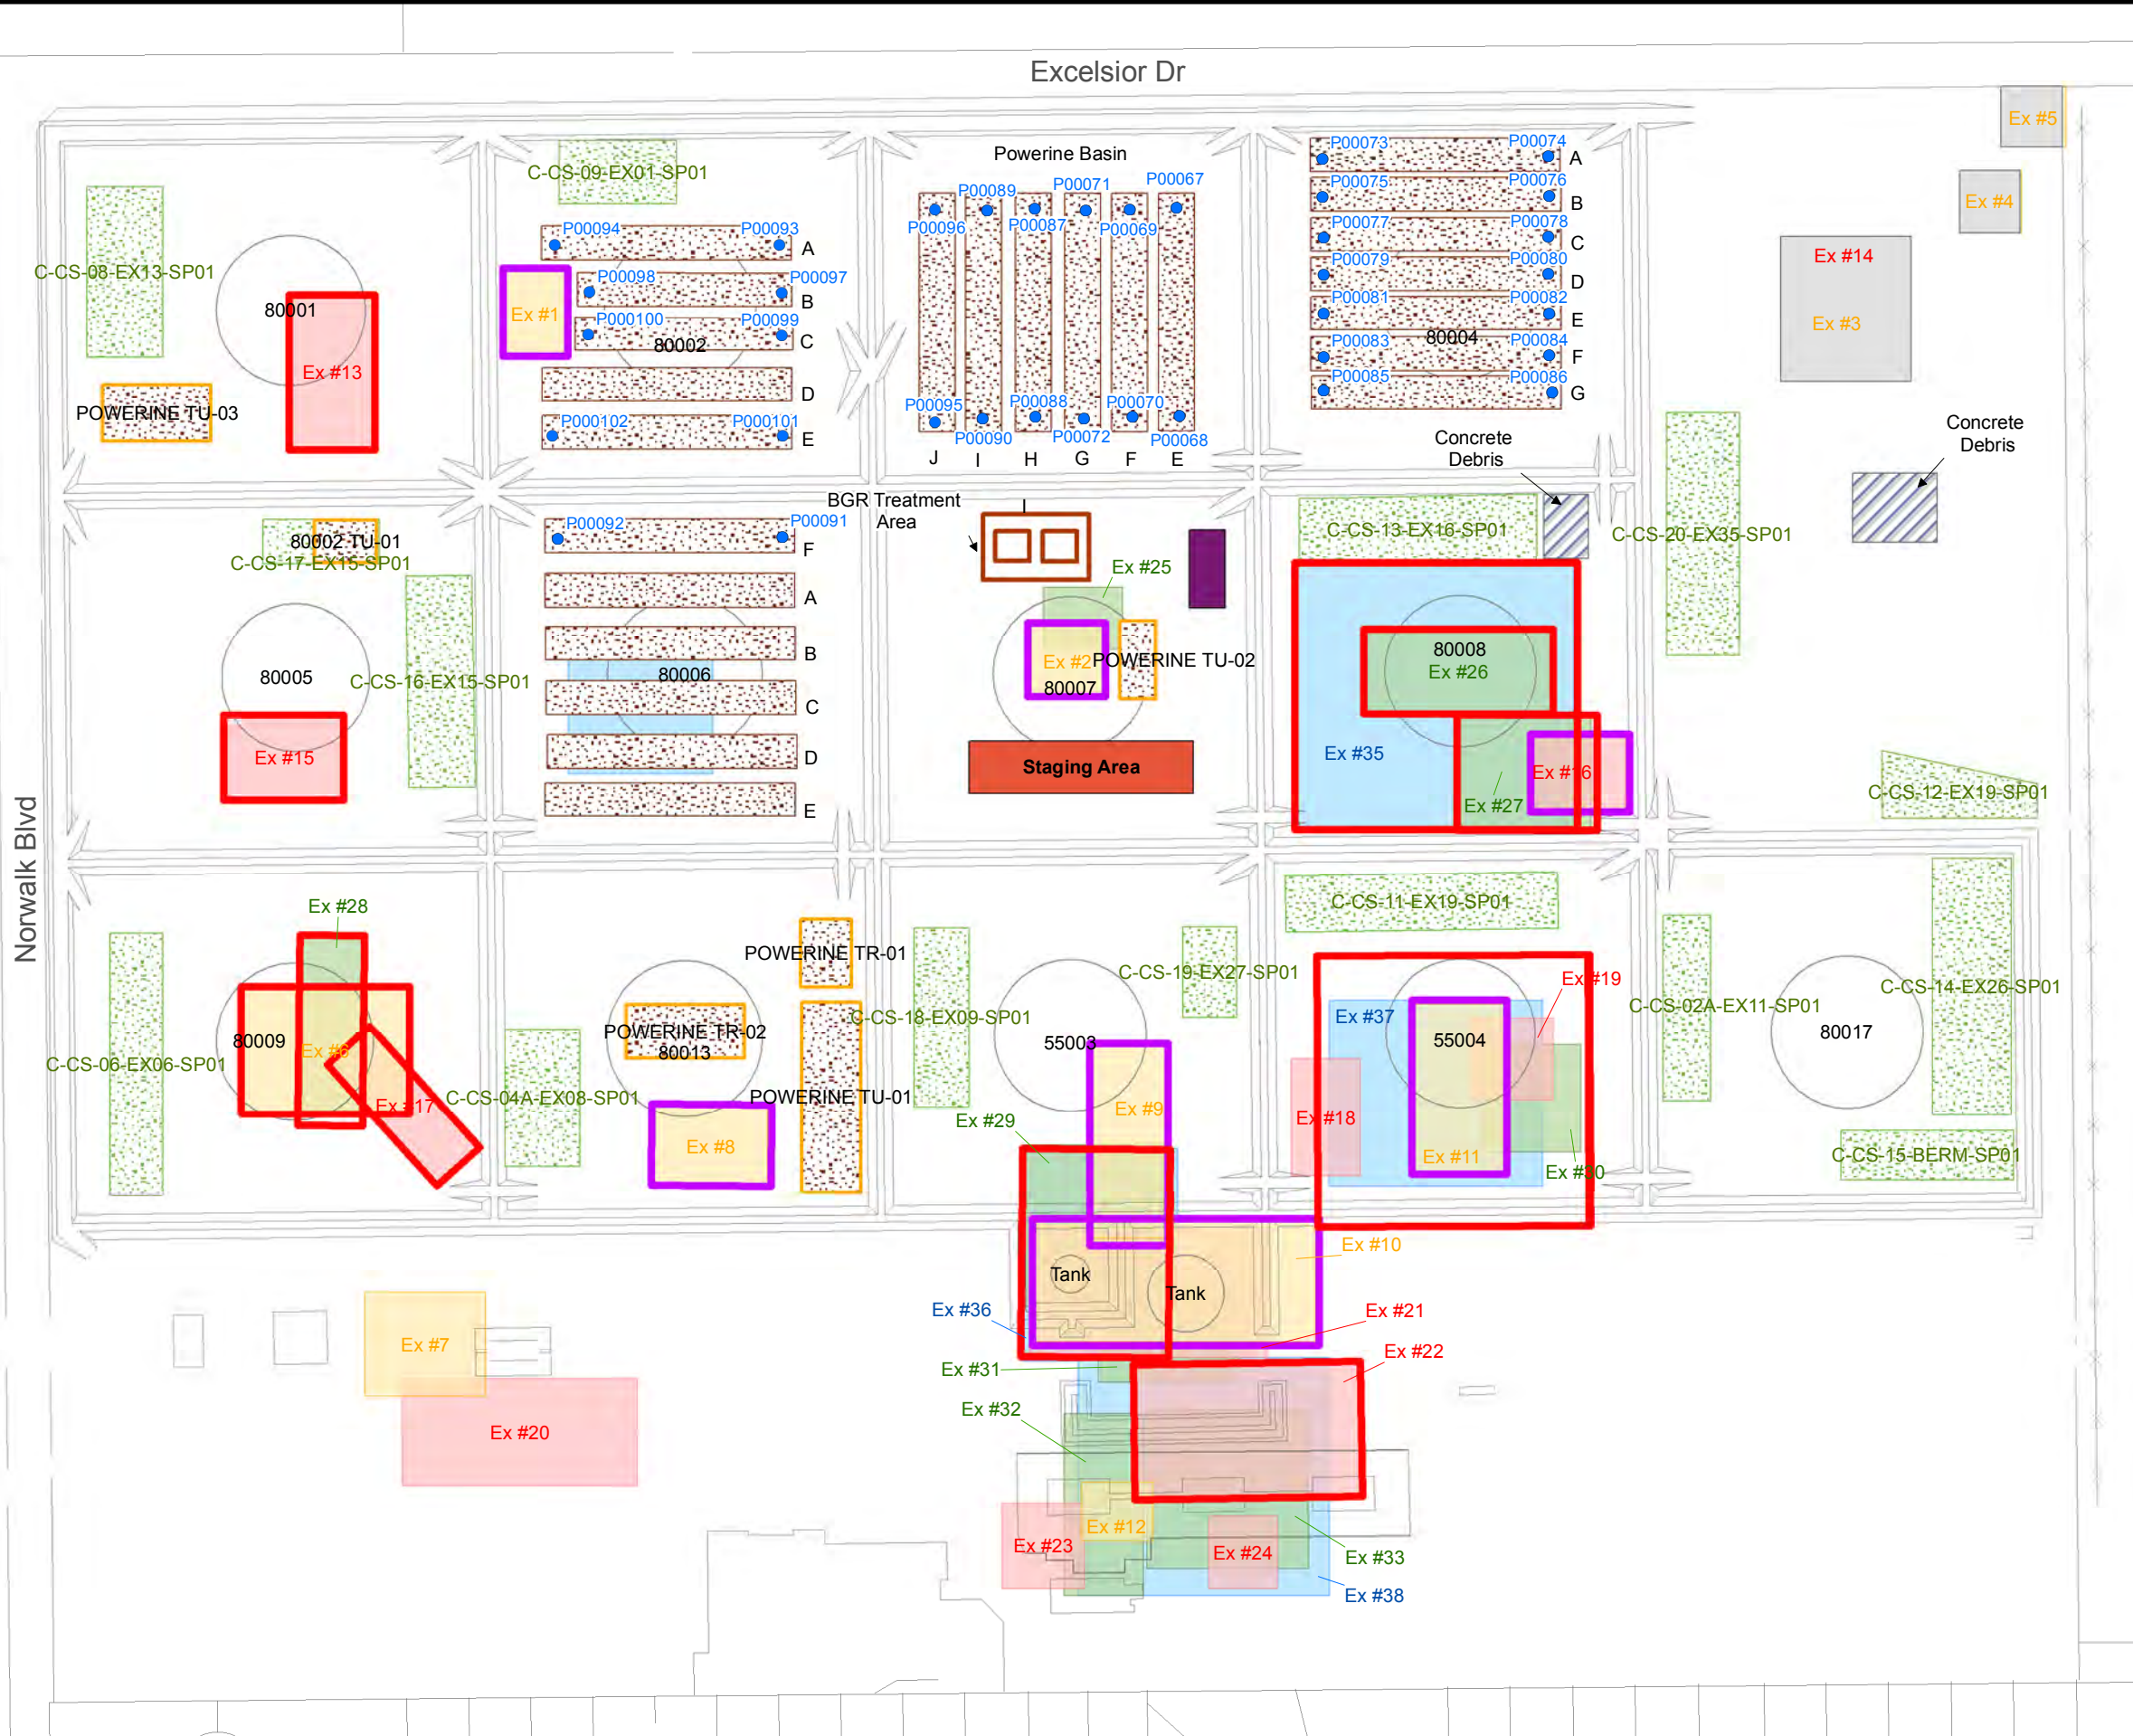 Excelsior Dr
Norwalk Blvd
Ex #5
Ex #4
Ex #14
Ex #3
C-CS-08-EX13-SP01
80001
Ex #13
POWERINE TU-03
C-CS-09-EX01-SP01
P00094
P00093
A
P00098
P00097
B
Ex #1
P000100
P00099
C
80002
D
P000102
P000101
E
Powerine Basin
P00089
P00071
P00067
P00096
P00087
P00069
P00095
P00088
P00070
P00090
P00072
P00068
J
I
H
G
F
E
P00073
P00074
A
P00075
P00076
B
P00077
P00078
C
P00079
P00080
D
P00081
P00082
E
80004
P00083
P00084
F
P00085
P00086
G
Concrete
Debris
Concrete
Debris
80002 TU-01
C-CS-17-EX15-SP01
80005
C-CS-16-EX15-SP01
Ex #15
P00092
P00091
F
A
B
80006
C
D
E
BGR Treatment
Area
I
Ex #25
Ex #2
POWERINE TU-02
80007
Staging Area
C-CS-13-EX16-SP01
C-CS-20-EX35-SP01
80008
Ex #26
Ex #35
Ex #16
Ex #27
C-CS-12-EX19-SP01
Ex #28
80009
Ex #6
C-CS-06-EX06-SP01
Ex #17
C-CS-04A-EX08-SP01
POWERINE TR-01
POWERINE TR-02
80013
POWERINE TU-01
Ex #8
C-CS-18-EX09-SP01
C-CS-19-EX27-SP01
55003
Ex #9
Ex #29
C-CS-11-EX19-SP01
Ex #19
Ex #37
55004
Ex #18
Ex #11
Ex #30
C-CS-02A-EX11-SP01
C-CS-14-EX26-SP01
80017
C-CS-15-BERM-SP01
Ex #10
Tank
Tank
Ex #36
Ex #21
Ex #22
Ex #31
Ex #32
Ex #7
Ex #20
Ex #12
Ex #23
Ex #24
Ex #33
Ex #38